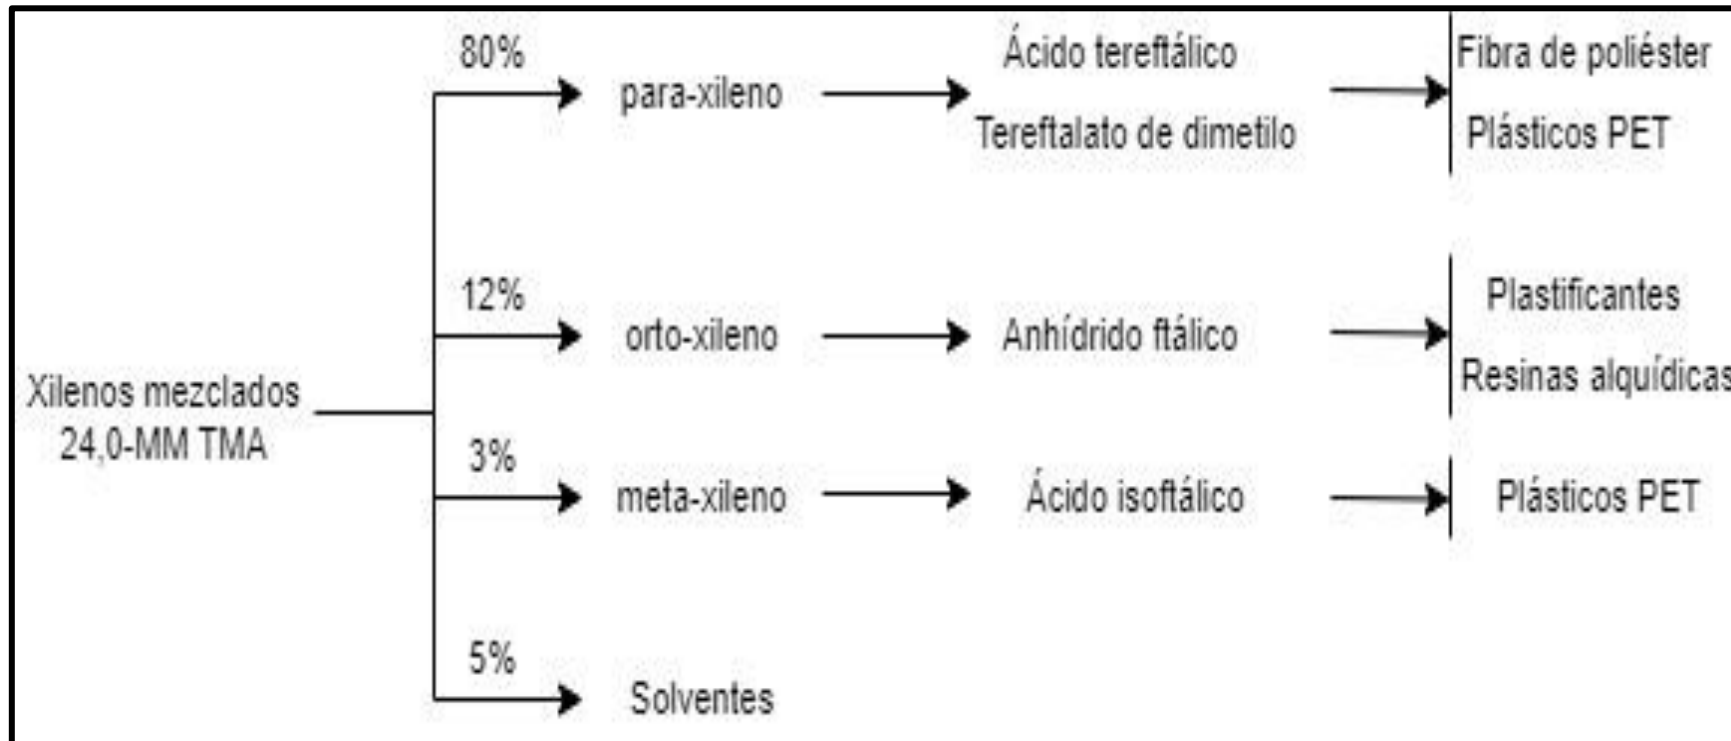 80%
para-xileno
Ácido tereftálico
Tereftalato de dimetilo
Fibra de poliéster
Plásticos PET
12%
orto-xileno
Anhídrido ftálico
Plastificantes
Resinas alquídicas
Xilenos mezclados
24,0-MM TMA
3%
meta-xileno
Ácido isoftálico
Plásticos PET
5%
Solventes